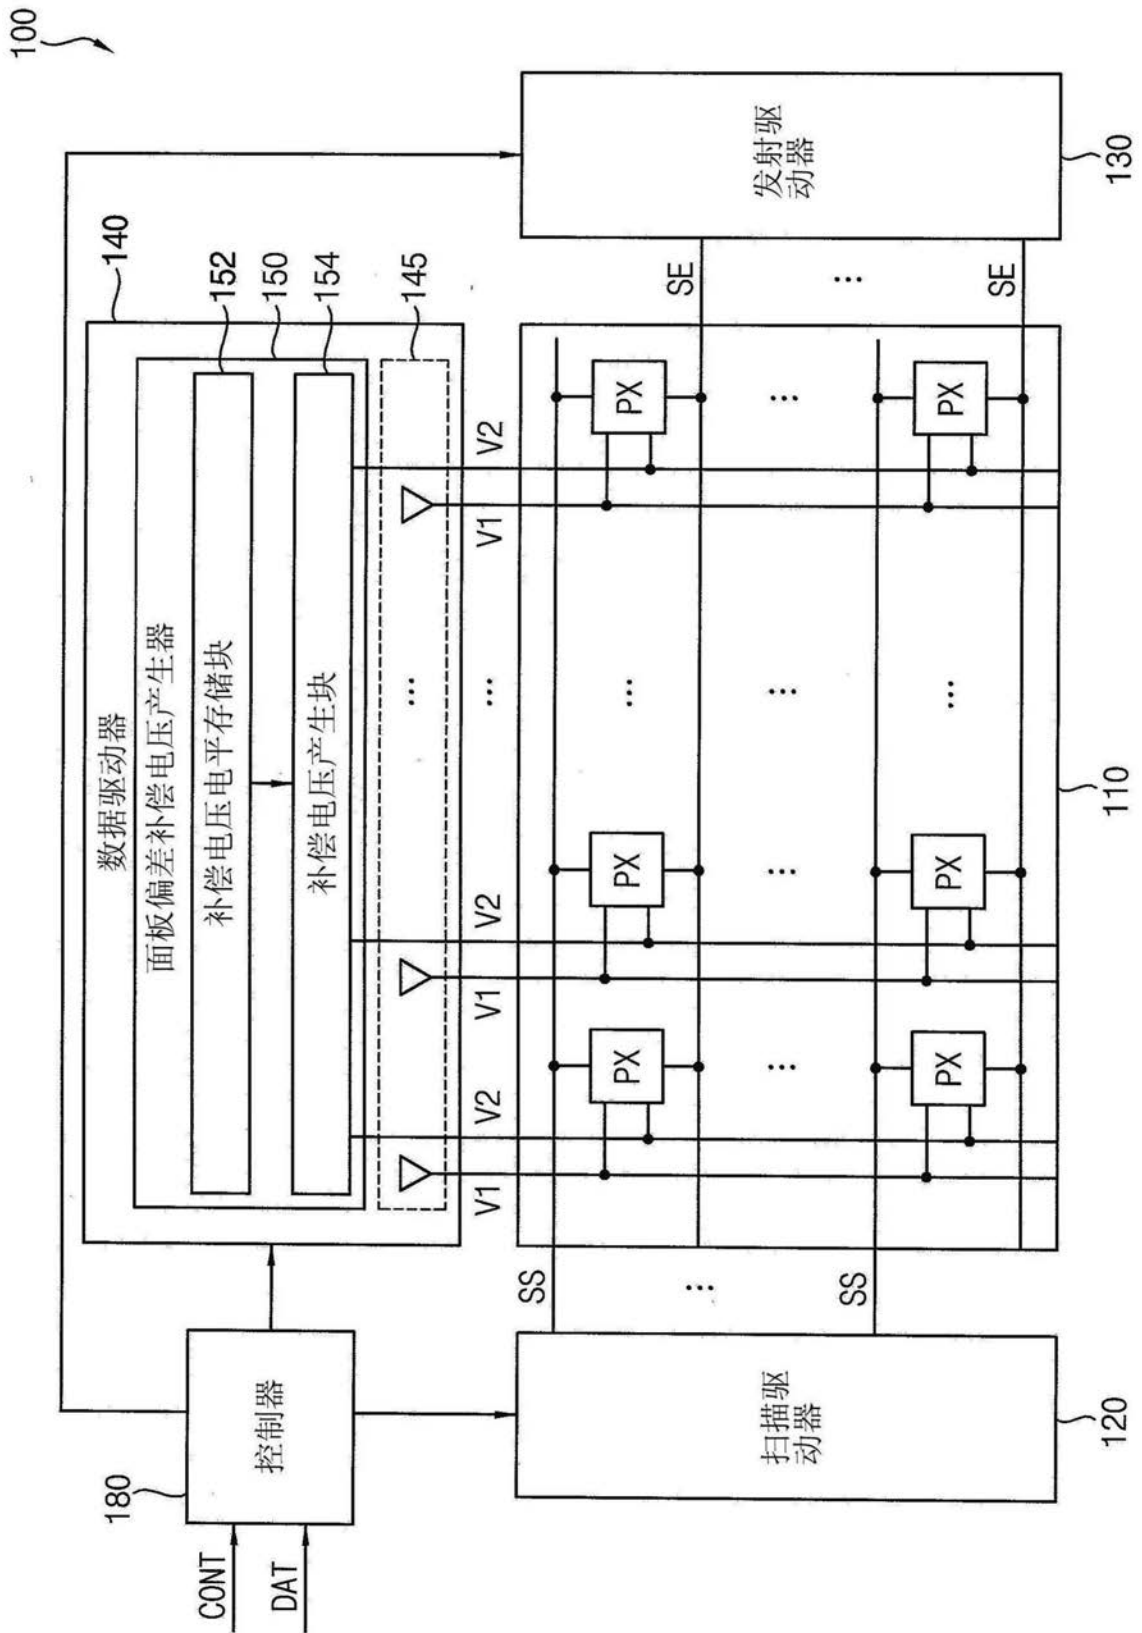 100
140
数据驱动器
面板偏差补偿电压产生器
152
补偿电压电平存储块
150
154
补偿电压产生块
145
180
控制器
CONT
DAT
...
V1
V2
V1
V2
...
V1
V2
SS
SE
PX
PX
...
PX
...
...
...
...
...
...
SS
SE
PX
PX
...
PX
扫描驱
动器
发射驱
动器
120
110
130